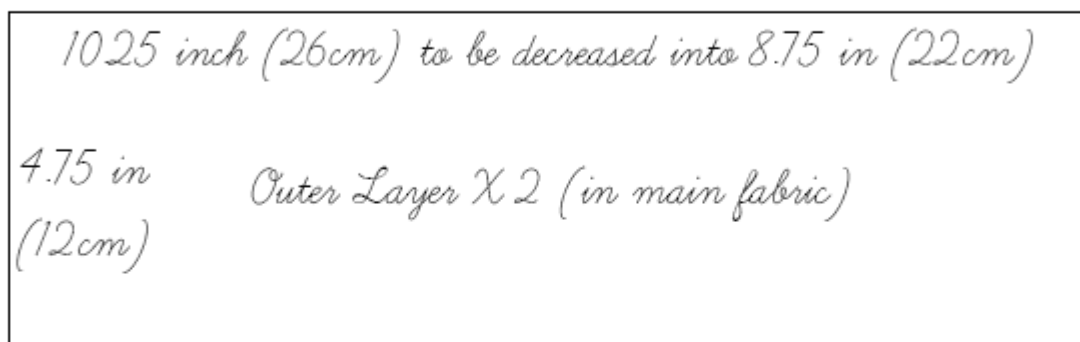 10.25 inch (26cm) to be decreased into 8.75 in (22cm)
4.75 in
Outer Layer X 2 (in main fabric)
(12cm)